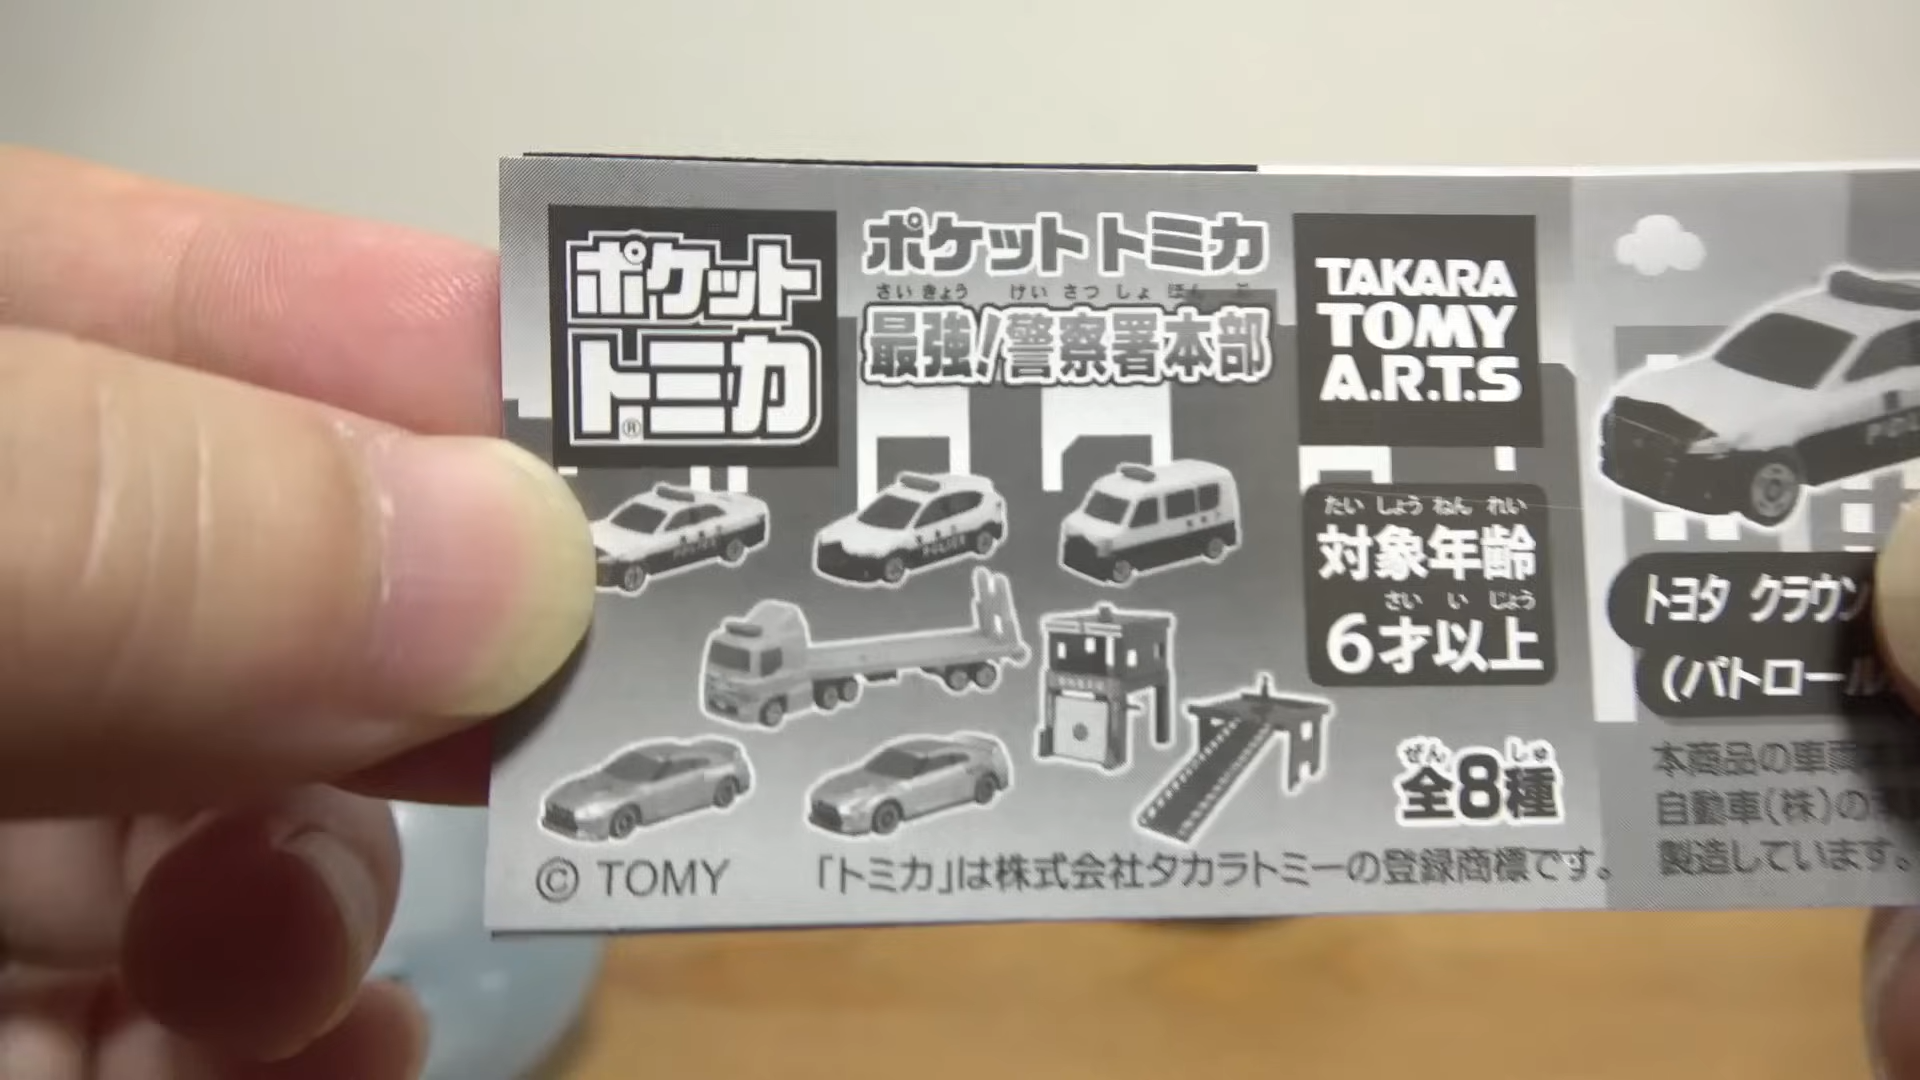 ポケット
トミカ®
ポケット トミカ
さいきょう けいさつしょ ほんぶ
最強!警察署本部
TAKARA
TOMY
A.R.T.S
POLICE
たいしょうねんれい
対象年齢
さい いじょう
6才以上
ぜん しゅ
全8種
© TOMY
「トミカ」は株式会社タカラトミーの登録商標です。
トヨタ クラウン
(パトロール
本商品の車両
自動車(株)の
製造しています。